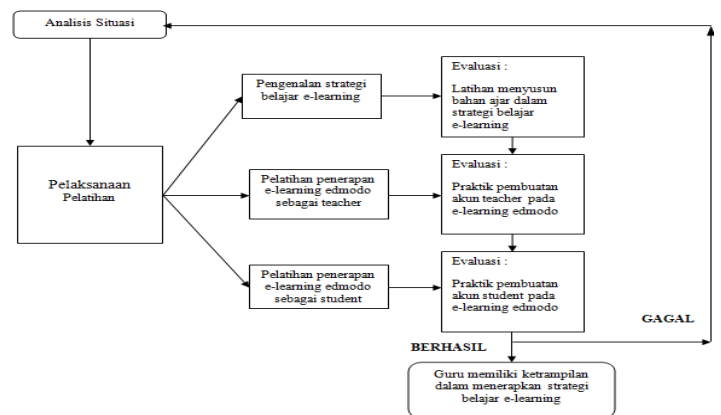 Analisis Situasi
Pengenalan strategi
belajar e-learning
Evaluasi :
Latihan menyusun
bahan ajar dalam
strategi belajar
e-learning
Pelaksanaan
Pelatihan
Pelatihan penerapan
e-learning edmodo
sebagai teacher
Evaluasi :
Praktik pembuatan
akun teacher pada
e-learning edmodo
Pelatihan penerapan
e-learning edmodo
sebagai student
Evaluasi :
Praktik pembuatan
akun student pada
e-learning edmodo
GAGAL
BERHASIL
Guru memiliki ketrampilan
dalam menerapkan strategi
belajar e-learning